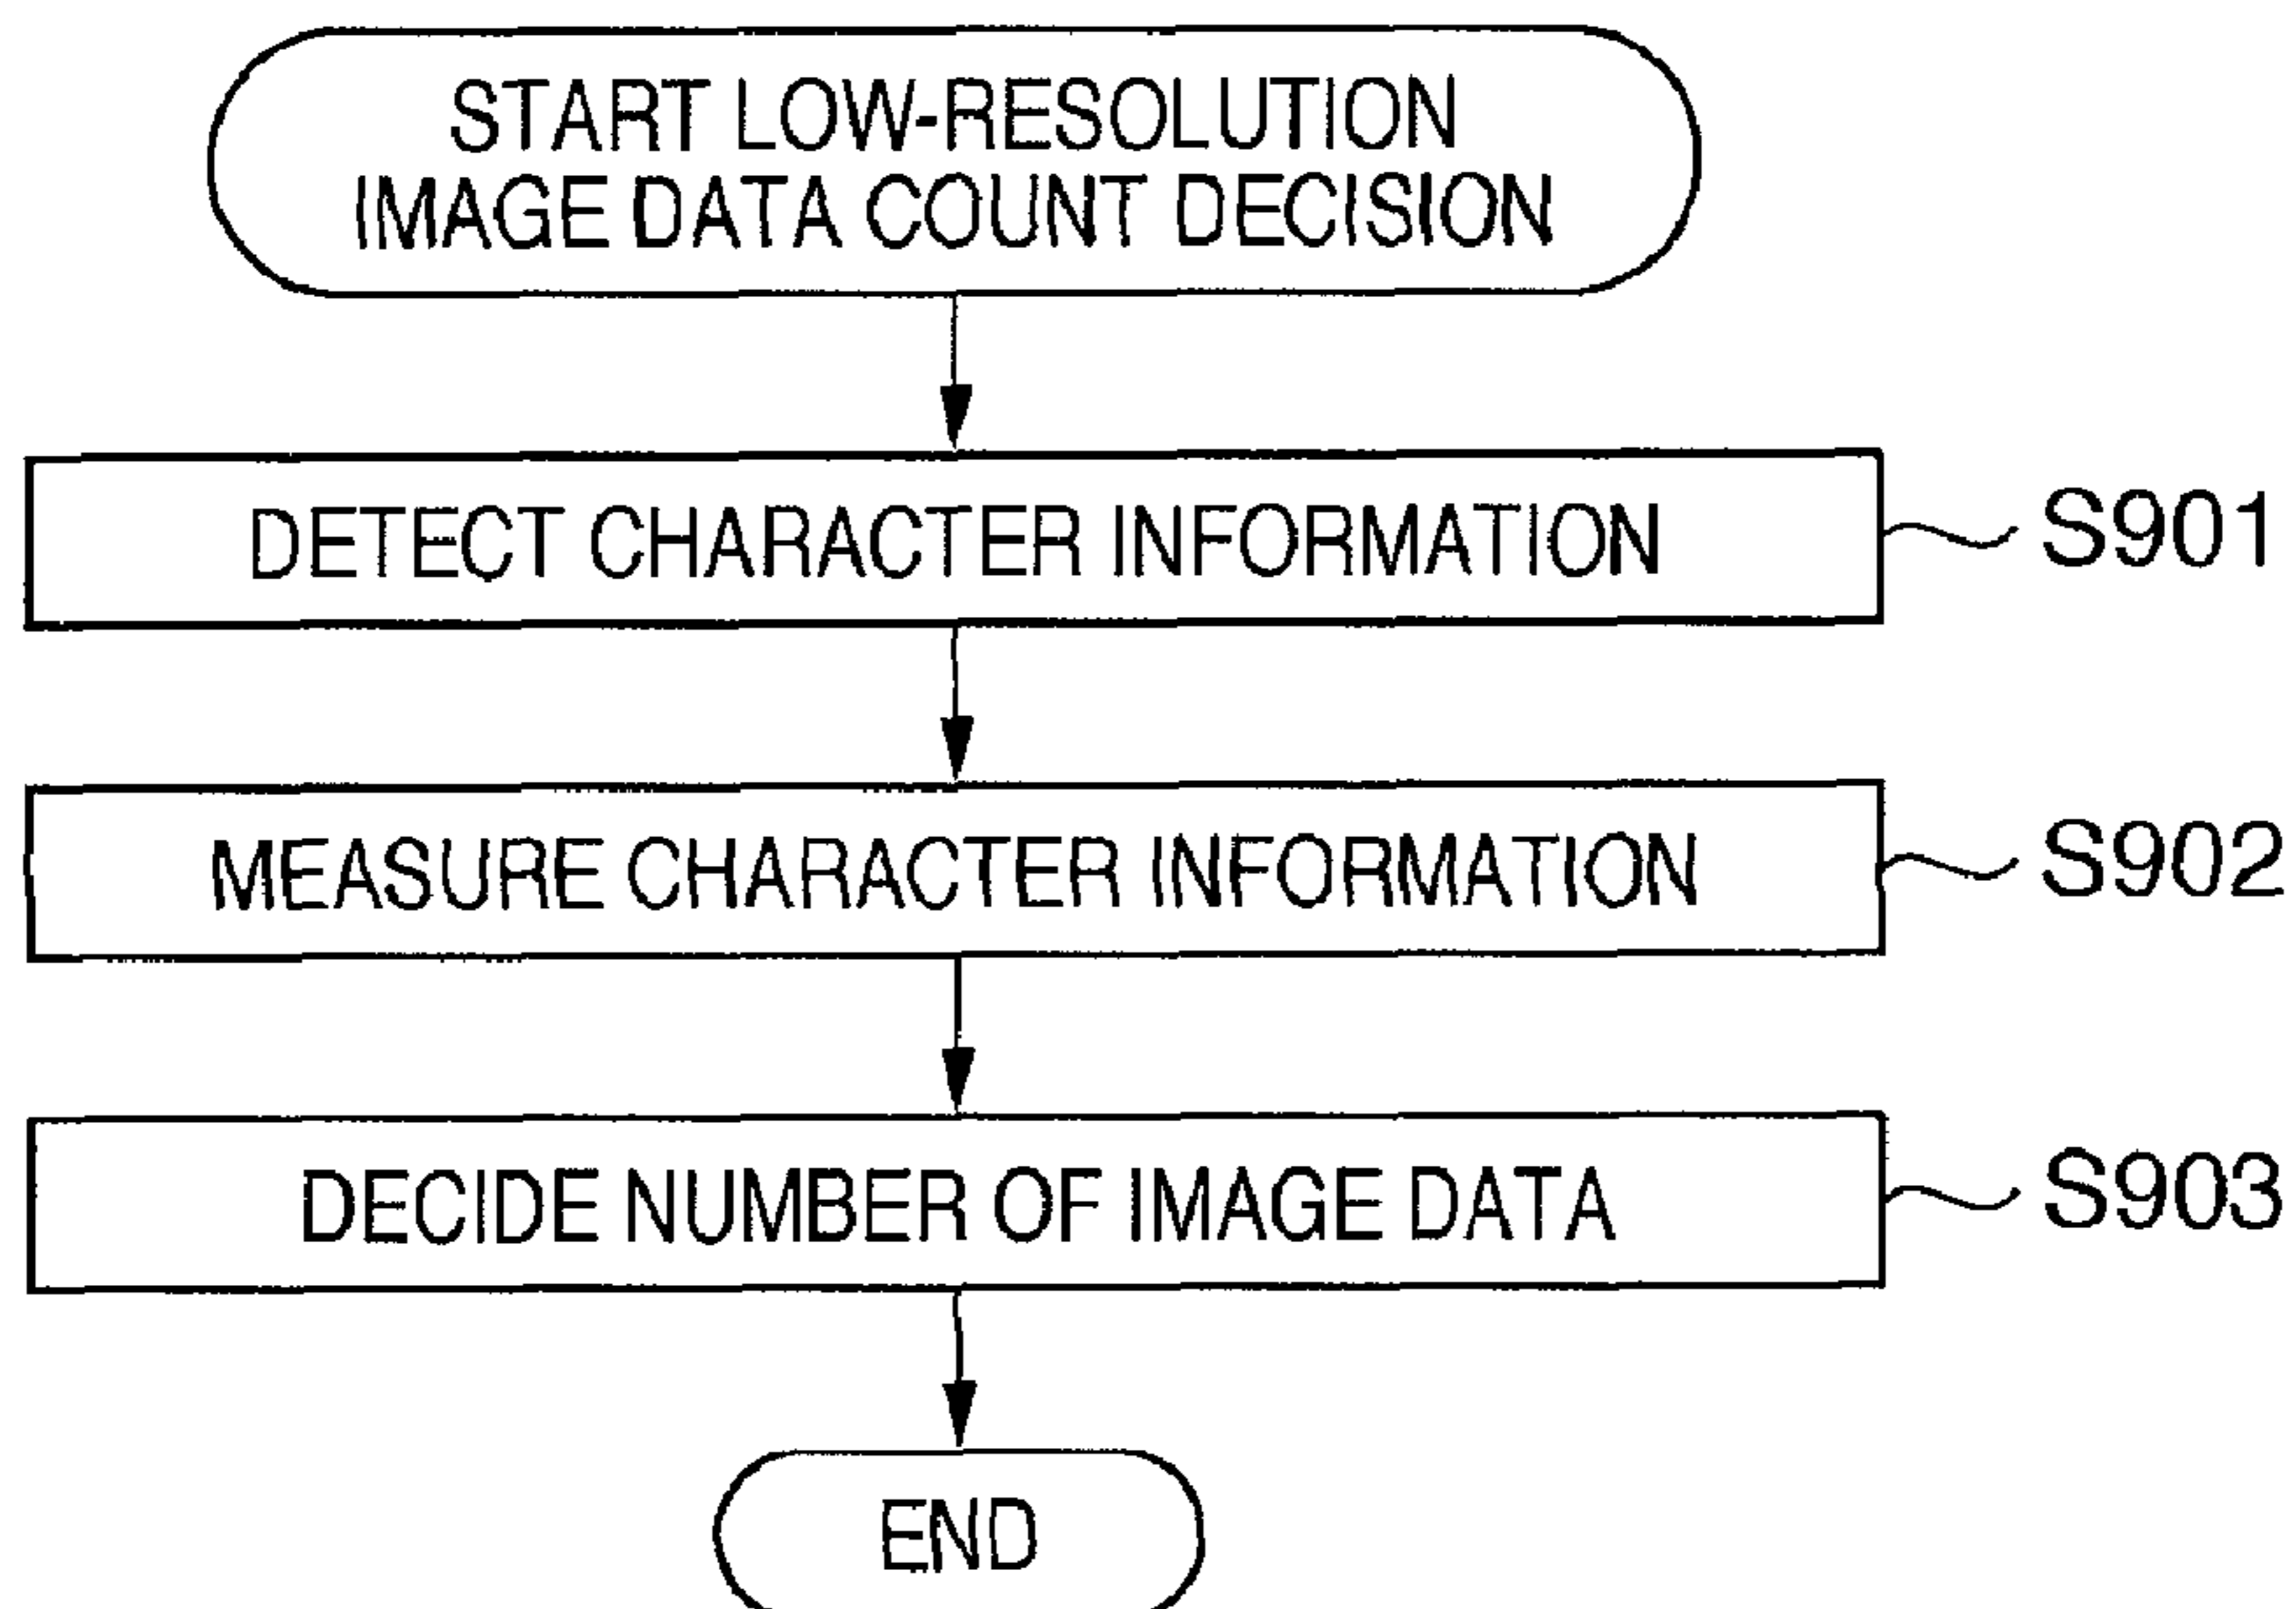 START LOW-RESOLUTION
IMAGE DATA COUNT DECISION
DETECT CHARACTER INFORMATION
S901
MEASURE CHARACTER INFORMATION
S902
DECIDE NUMBER OF IMAGE DATA
S903
END